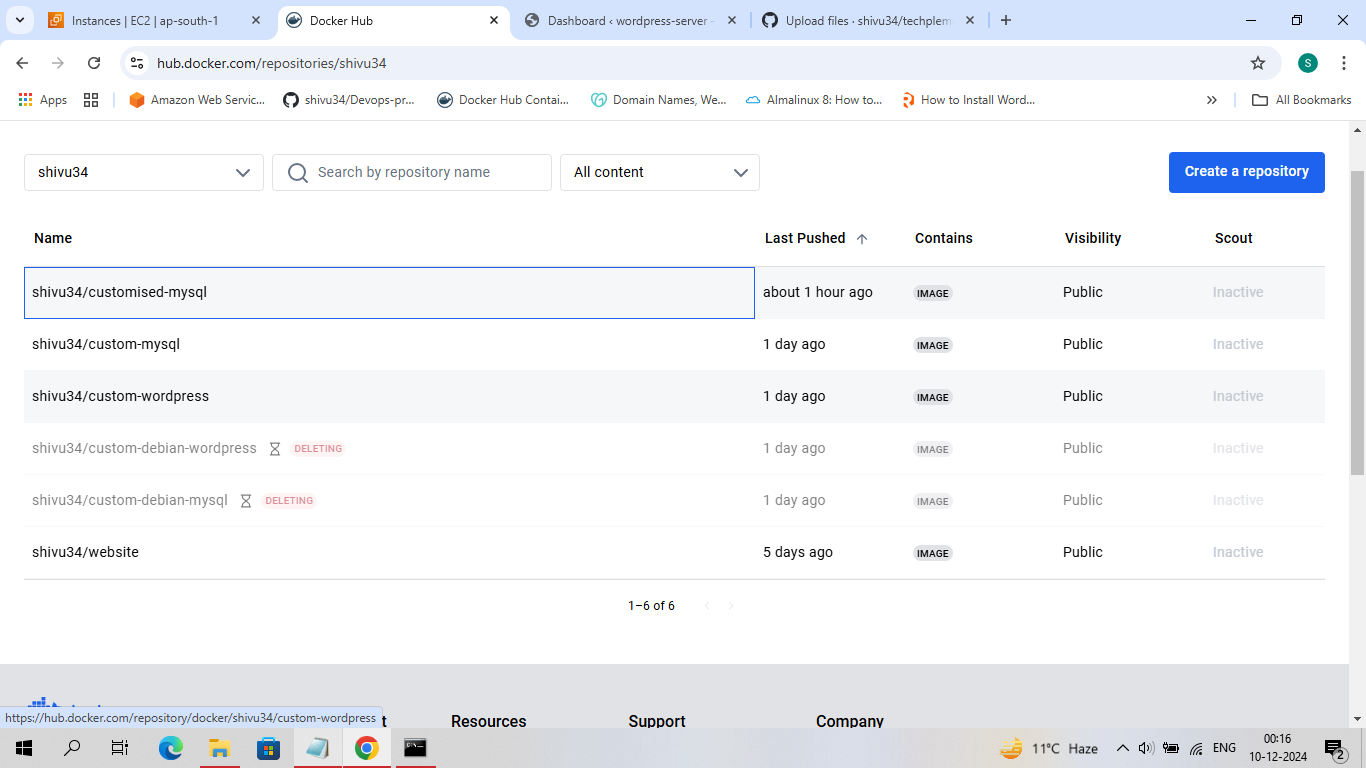 Instances | EC2 | ap-south-1
Docker Hub
Dashboard ‹ wordpress-server –
Upload files · shivu34/techplem
hub.docker.com/repositories/shivu34
S
Apps
Amazon Web Servic...
shivu34/Devops-pr...
Docker Hub Contai...
Domain Names, We...
Almalinux 8: How to...
How to Install Word...
All Bookmarks
shivu34
Search by repository name
All content
Create a repository
Name Last Pushed Contains Visibility Scout
shivu34/customised-mysql about 1 hour ago IMAGE Public Inactive
shivu34/custom-mysql 1 day ago IMAGE Public Inactive
shivu34/custom-wordpress 1 day ago IMAGE Public Inactive
shivu34/custom-debian-wordpress DELETING 1 day ago IMAGE Public Inactive
shivu34/custom-debian-mysql DELETING 1 day ago IMAGE Public Inactive
shivu34/website 5 days ago IMAGE Public Inactive
1–6 of 6
https://hub.docker.com/repository/docker/shivu34/custom-wordpress
Resources Support Company
11°C Haze
ENG
00:16
10-12-2024
2